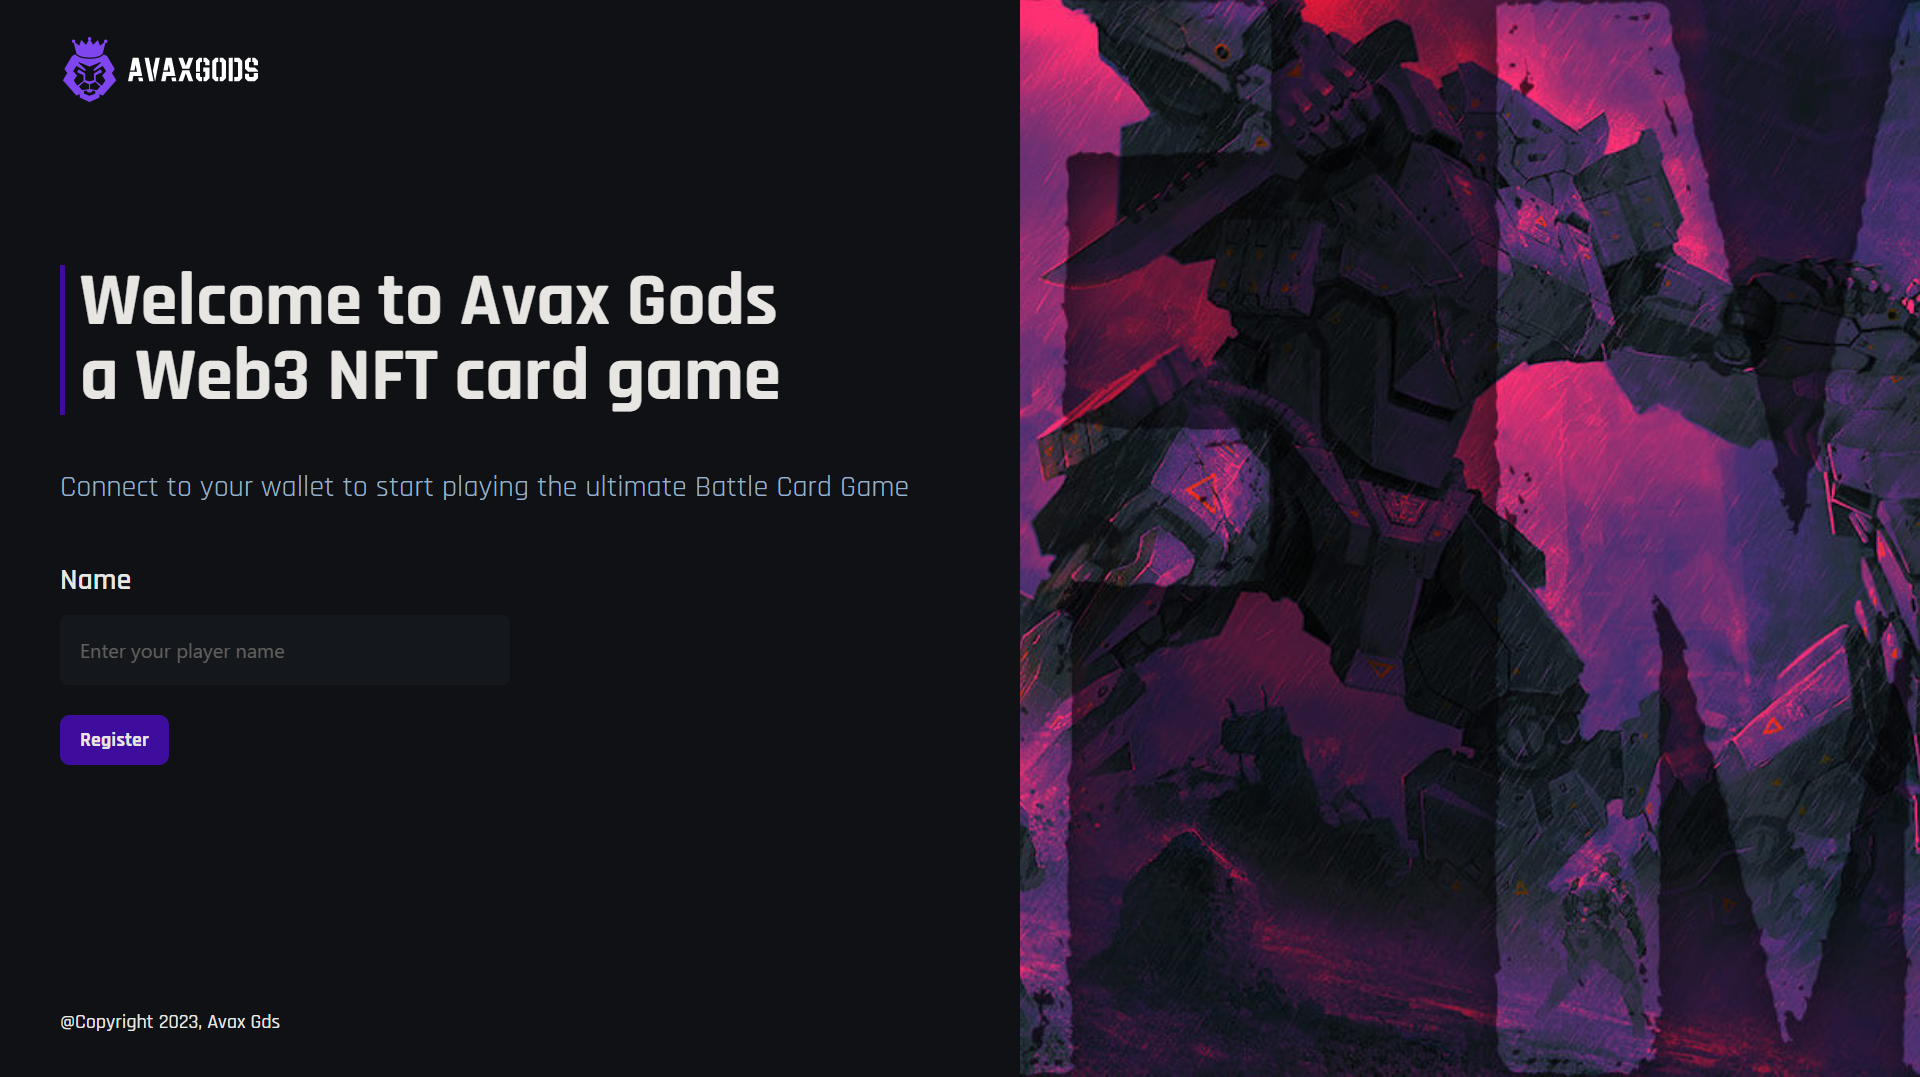 AVAXGODS
Welcome to Avax Gods
a Web3 NFT card game
Connect to your wallet to start playing the ultimate Battle Card Game
Name
Enter your player name
Register
@Copyright 2023, Avax Gds